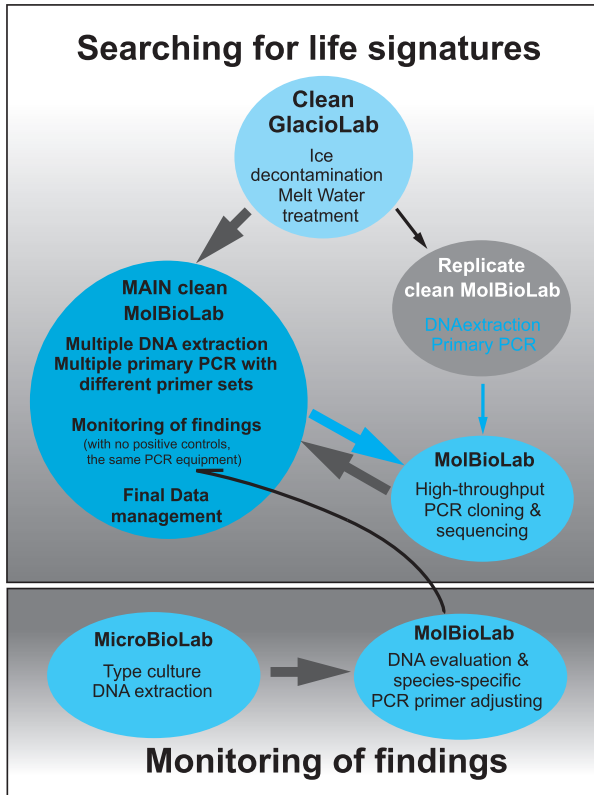 Searching for life signatures
Clean
GlacioLab
Ice
decontamination
Melt Water
treatment
Replicate
clean MolBioLab
DNAextraction
Primary PCR
MAIN clean
MolBioLab
Multiple DNA extraction
Multiple primary PCR with
different primer sets
Monitoring of findings
(with no positive controls,
the same PCR equipment)
Final Data
management
MolBioLab
High-throughput
PCR cloning &
sequencing
MicroBioLab
Type culture
DNA extraction
MolBioLab
DNA evaluation &
species-specific
PCR primer adjusting
Monitoring of findings